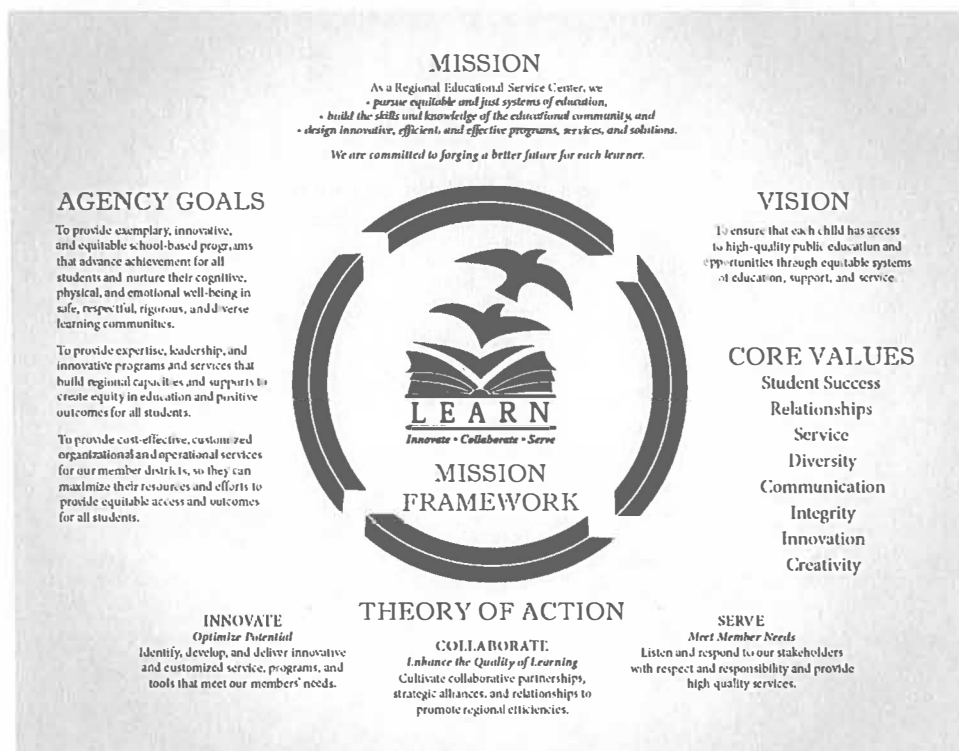 MISSION
As a Regional Educational Service Center, we
• pursue equitable and just systems of education,
• build the skills and knowledge of the educational community, and
• design innovative, efficient, and effective programs, services, and solutions.
We are committed to forging a better future for each learner.
AGENCY GOALS
To provide exemplary, innovative,
and equitable school-based programs
that advance achievement for all
students and nurture their cognitive,
physical, and emotional well-being in
safe, respectful, rigorous, and diverse
learning communities.
To provide expertise, leadership, and
innovative programs and services that
build regional capacities and supports to
create equity in education and positive
outcomes for all students.
To provide cost-effective, customized
organizational and operational services
for our member districts, so they can
maximize their resources and efforts to
provide equitable access and outcomes
for all students.
LEARN
Innovate • Collaborate • Serve
MISSION
FRAMEWORK
VISION
To ensure that each child has access
to high-quality public education and
opportunities through equitable systems
of education, support, and service.
CORE VALUES
Student Success
Relationships
Service
Diversity
Communication
Integrity
Innovation
Creativity
THEORY OF ACTION
INNOVATE
Optimize Potential
Identify, develop, and deliver innovative
and customized service, programs, and
tools that meet our members' needs.
COLLABORATE
Enhance the Quality of Learning
Cultivate collaborative partnerships,
strategic alliances, and relationships to
promote regional efficiencies.
SERVE
Meet Member Needs
Listen and respond to our stakeholders
with respect and responsibility and provide
high quality services.